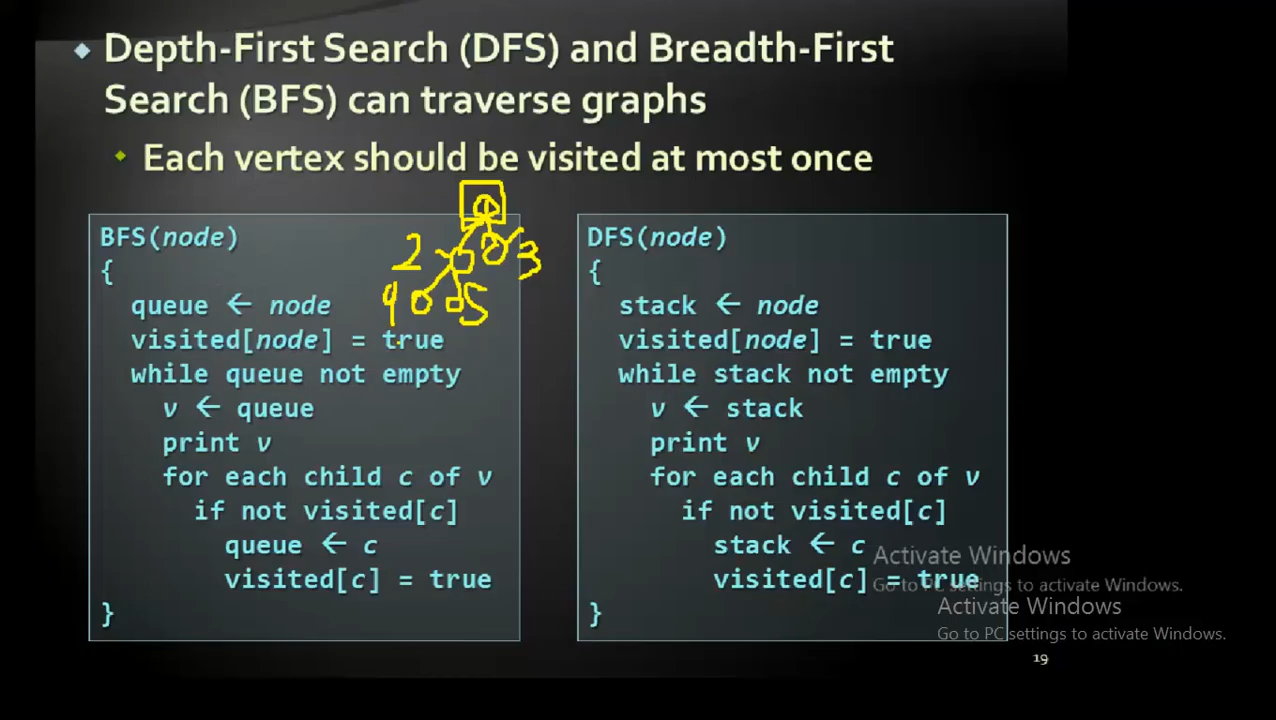 Depth-First Search (DFS) and Breadth-First
Search (BFS) can traverse graphs
Each vertex should be visited at most once
1
2
3
4
5
BFS(node)
{
queue ← node
visited[node] = true
while queue not empty
v ← queue
print v
for each child c of v
if not visited[c]
queue ← c
visited[c] = true
}
DFS(node)
{
stack ← node
visited[node] = true
while stack not empty
v ← stack
print v
for each child c of v
if not visited[c]
stack ← c
visited[c] = true
}
Activate Windows
Go to PC settings to activate Windows.
Activate Windows
Go to PC settings to activate Windows.
19